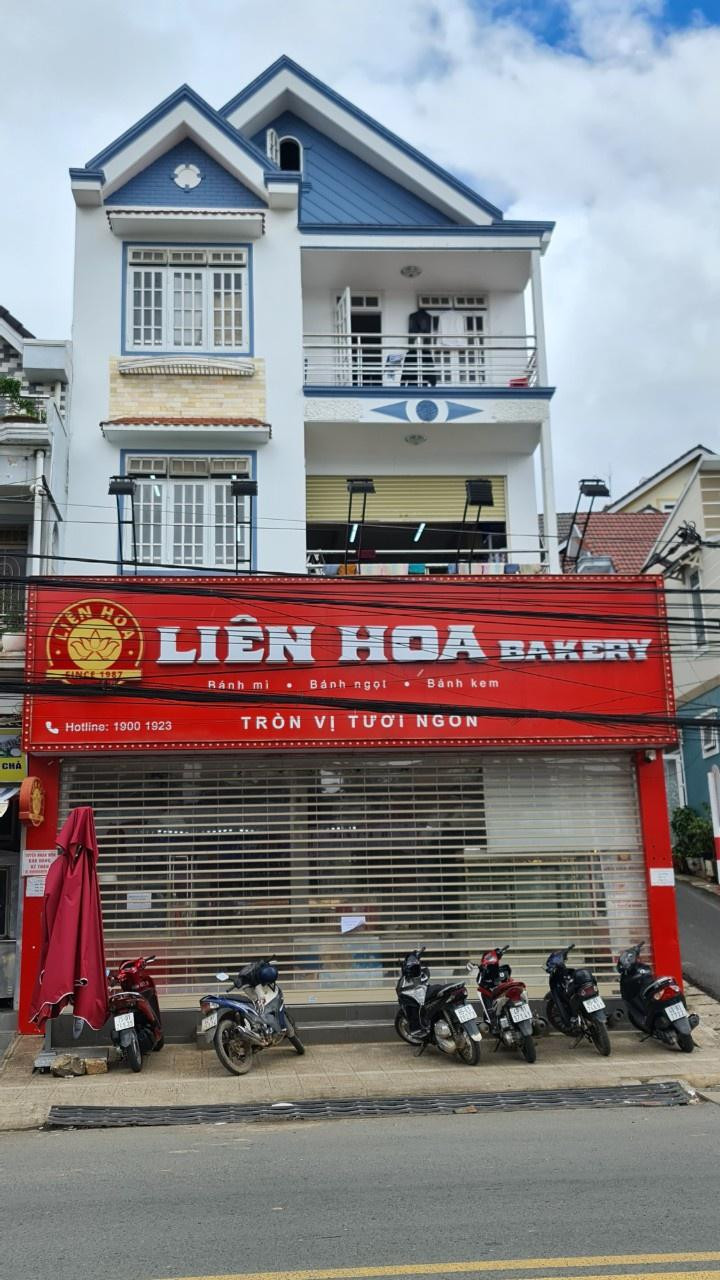 LIÊN HOA
SINCE 1987
LIÊN HOA BAKERY
Bánh mì • Bánh ngọt • Bánh kem
Hotline: 1900 1923
TRÒN VỊ TƯƠI NGON
CHẢ